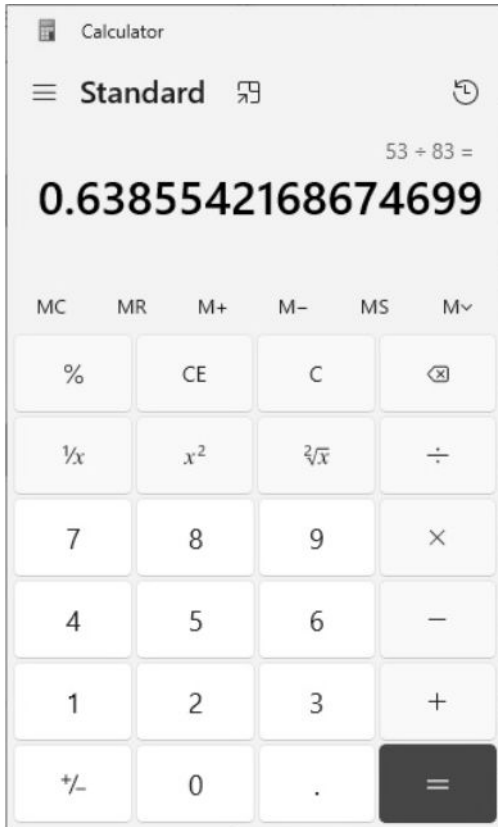 Calculator
Standard
53 ÷ 83 =
0.6385542168674699
MC MR M+ M− MS M
% CE C
¹/x x² ²√x ÷
7 8 9 ×
4 5 6 −
1 2 3 +
+/− 0 . =